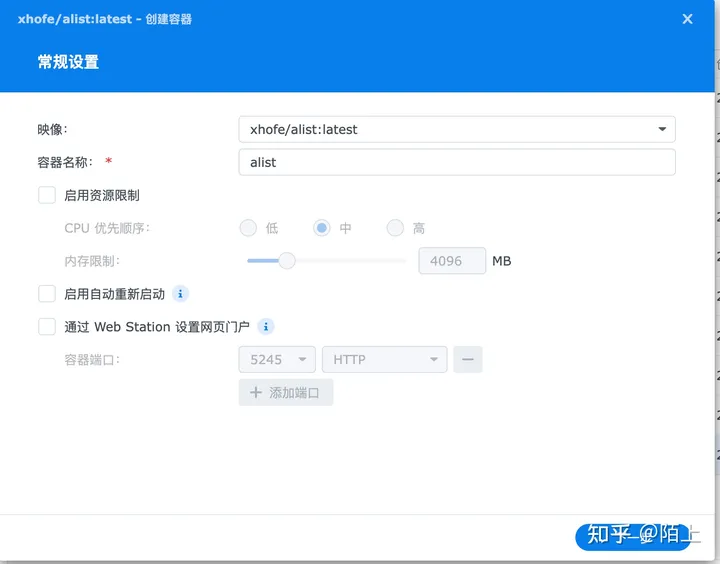 xhofe/alist:latest - 创建容器
常规设置
映像：
xhofe/alist:latest
容器名称： *
alist
启用资源限制
CPU 优先顺序：
低
中
高
内存限制：
4096
MB
启用自动重新启动
通过 Web Station 设置网页门户
容器端口：
5245
HTTP
添加端口
知乎 @陌上